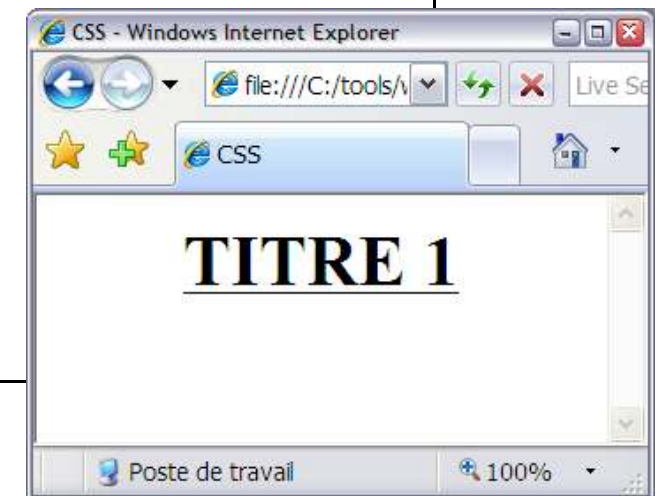 CSS - Windows Internet Explorer
file:///C:/tools/
Live Se
CSS
TITRE 1
Poste de travail
100%